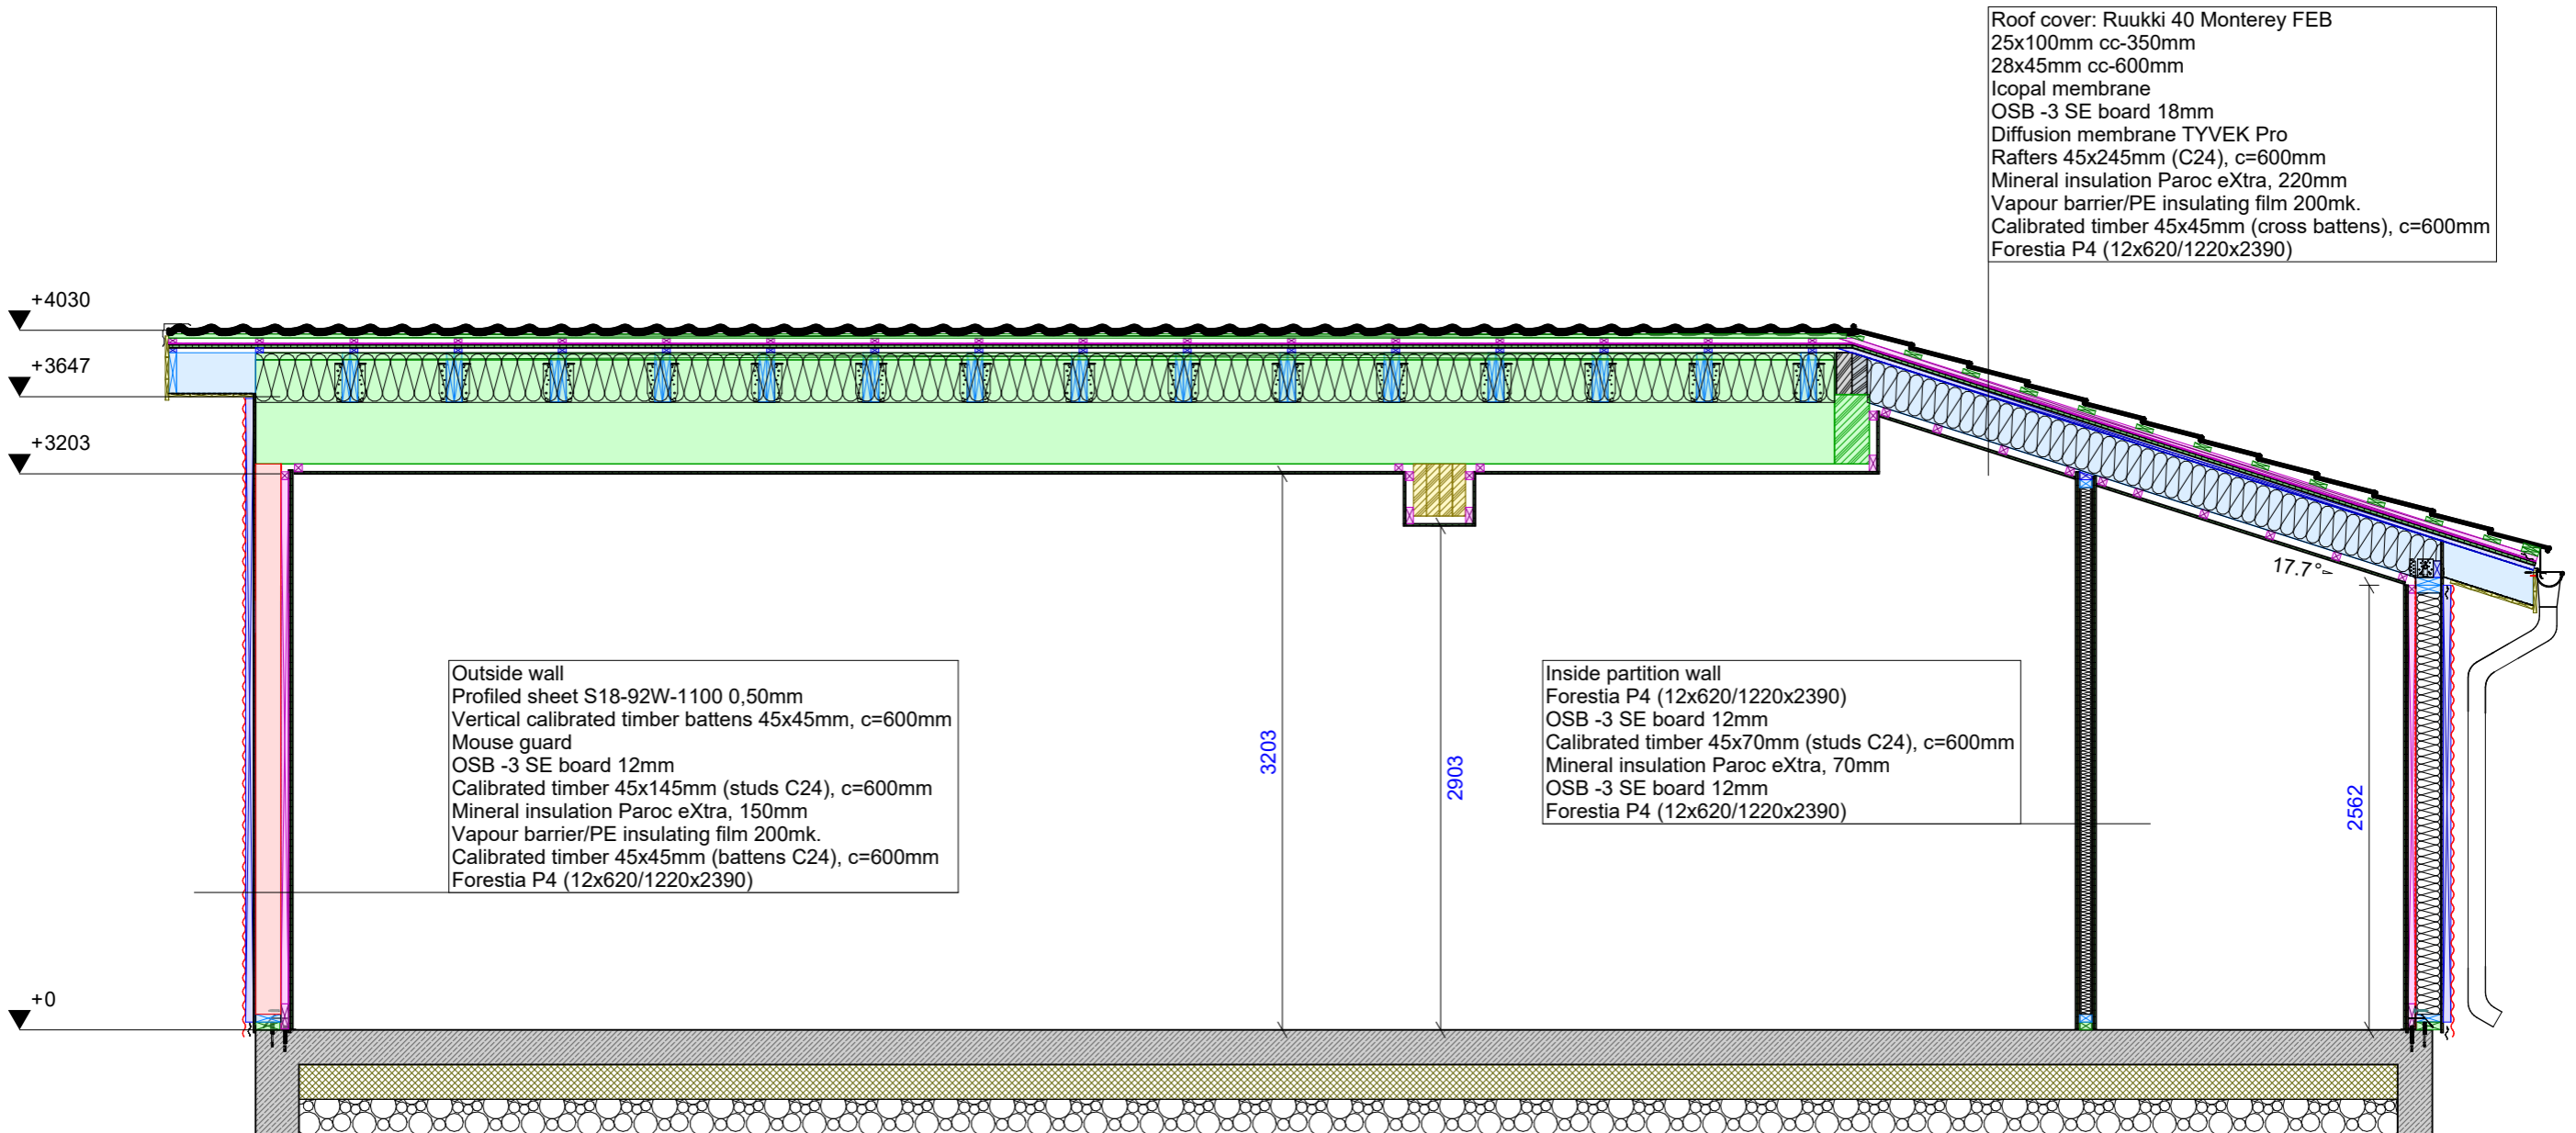 Roof cover: Ruukki 40 Monterey FEB
25x100mm cc-350mm
28x45mm cc-600mm
Icopal membrane
OSB -3 SE board 18mm
Diffusion membrane TYVEK Pro
Rafters 45x245mm (C24), c=600mm
Mineral insulation Paroc eXtra, 220mm
Vapour barrier/PE insulating film 200mk.
Calibrated timber 45x45mm (cross battens), c=600mm
Forestia P4 (12x620/1220x2390)
+4030
+3647
+3203
17.7°
Outside wall
Profiled sheet S18-92W-1100 0,50mm
Vertical calibrated timber battens 45x45mm, c=600mm
Mouse guard
OSB -3 SE board 12mm
Calibrated timber 45x145mm (studs C24), c=600mm
Mineral insulation Paroc eXtra, 150mm
Vapour barrier/PE insulating film 200mk.
Calibrated timber 45x45mm (battens C24), c=600mm
Forestia P4 (12x620/1220x2390)
3203
2903
Inside partition wall
Forestia P4 (12x620/1220x2390)
OSB -3 SE board 12mm
Calibrated timber 45x70mm (studs C24), c=600mm
Mineral insulation Paroc eXtra, 70mm
OSB -3 SE board 12mm
Forestia P4 (12x620/1220x2390)
2562
+0